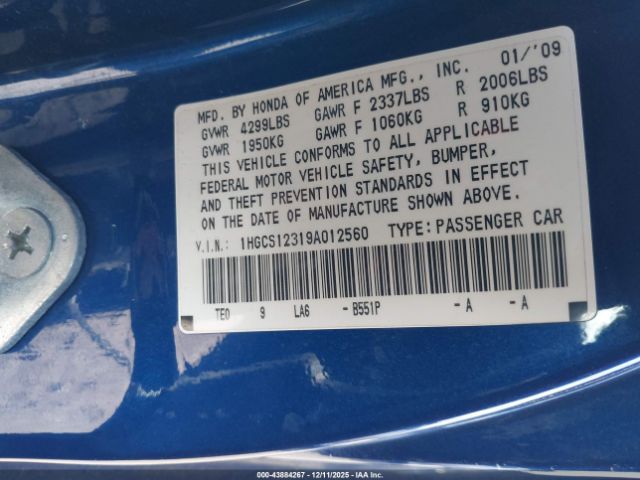 MFD. BY HONDA OF AMERICA MFG., INC. 01/'09
GVWR 4299LBS GAWR F 2337LBS R 2006LBS
GVWR 1950KG GAWR F 1060KG R 910KG
THIS VEHICLE CONFORMS TO ALL APPLICABLE
FEDERAL MOTOR VEHICLE SAFETY, BUMPER,
AND THEFT PREVENTION STANDARDS IN EFFECT
ON THE DATE OF MANUFACTURE SHOWN ABOVE.
V.I.N.: 1HGCS12319A012560 TYPE: PASSENGER CAR
TE0 9 LA6 -B551P -A -A
000-43884267 - 12/11/2025 - IAA Inc.